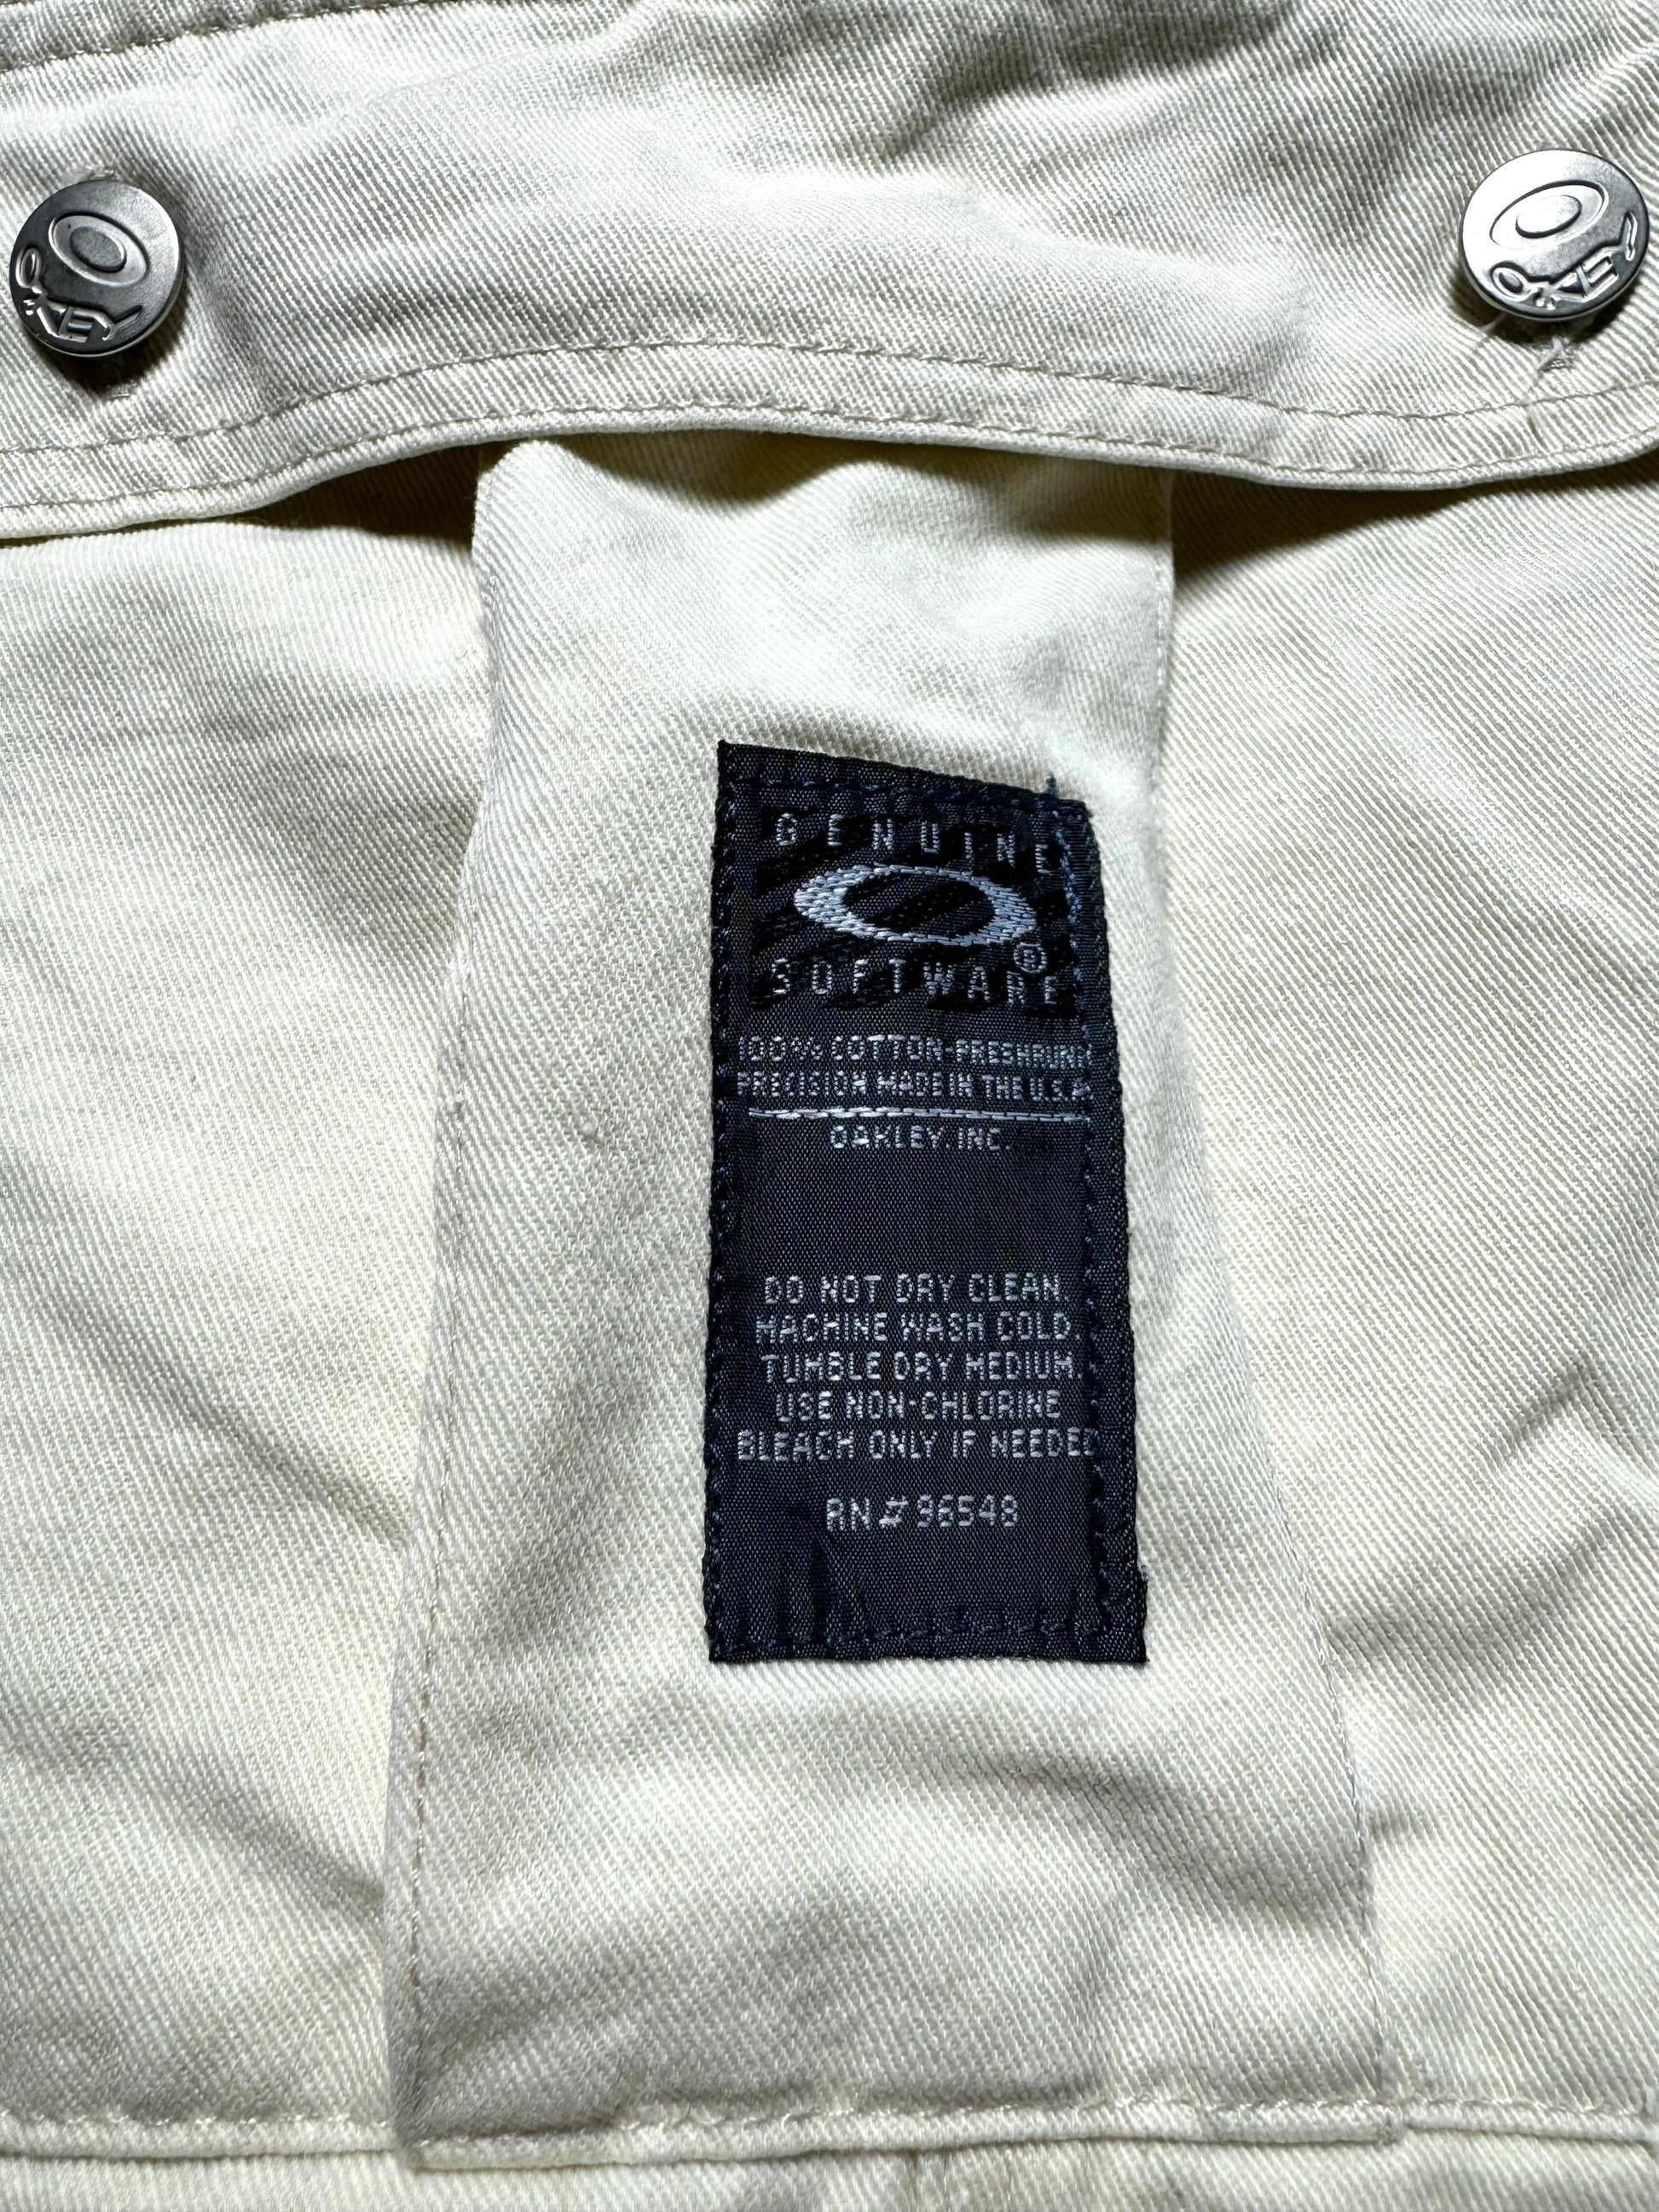 OAKLEY
OAKLEY
GENUINE
®
SOFTWARE
100% COTTON-PRESHRUNK
PRECISION MADE IN THE U.S.A.
OAKLEY, INC.
DO NOT DRY CLEAN.
MACHINE WASH COLD.
TUMBLE DRY MEDIUM.
USE NON-CHLORINE
BLEACH ONLY IF NEEDED
RN# 96548